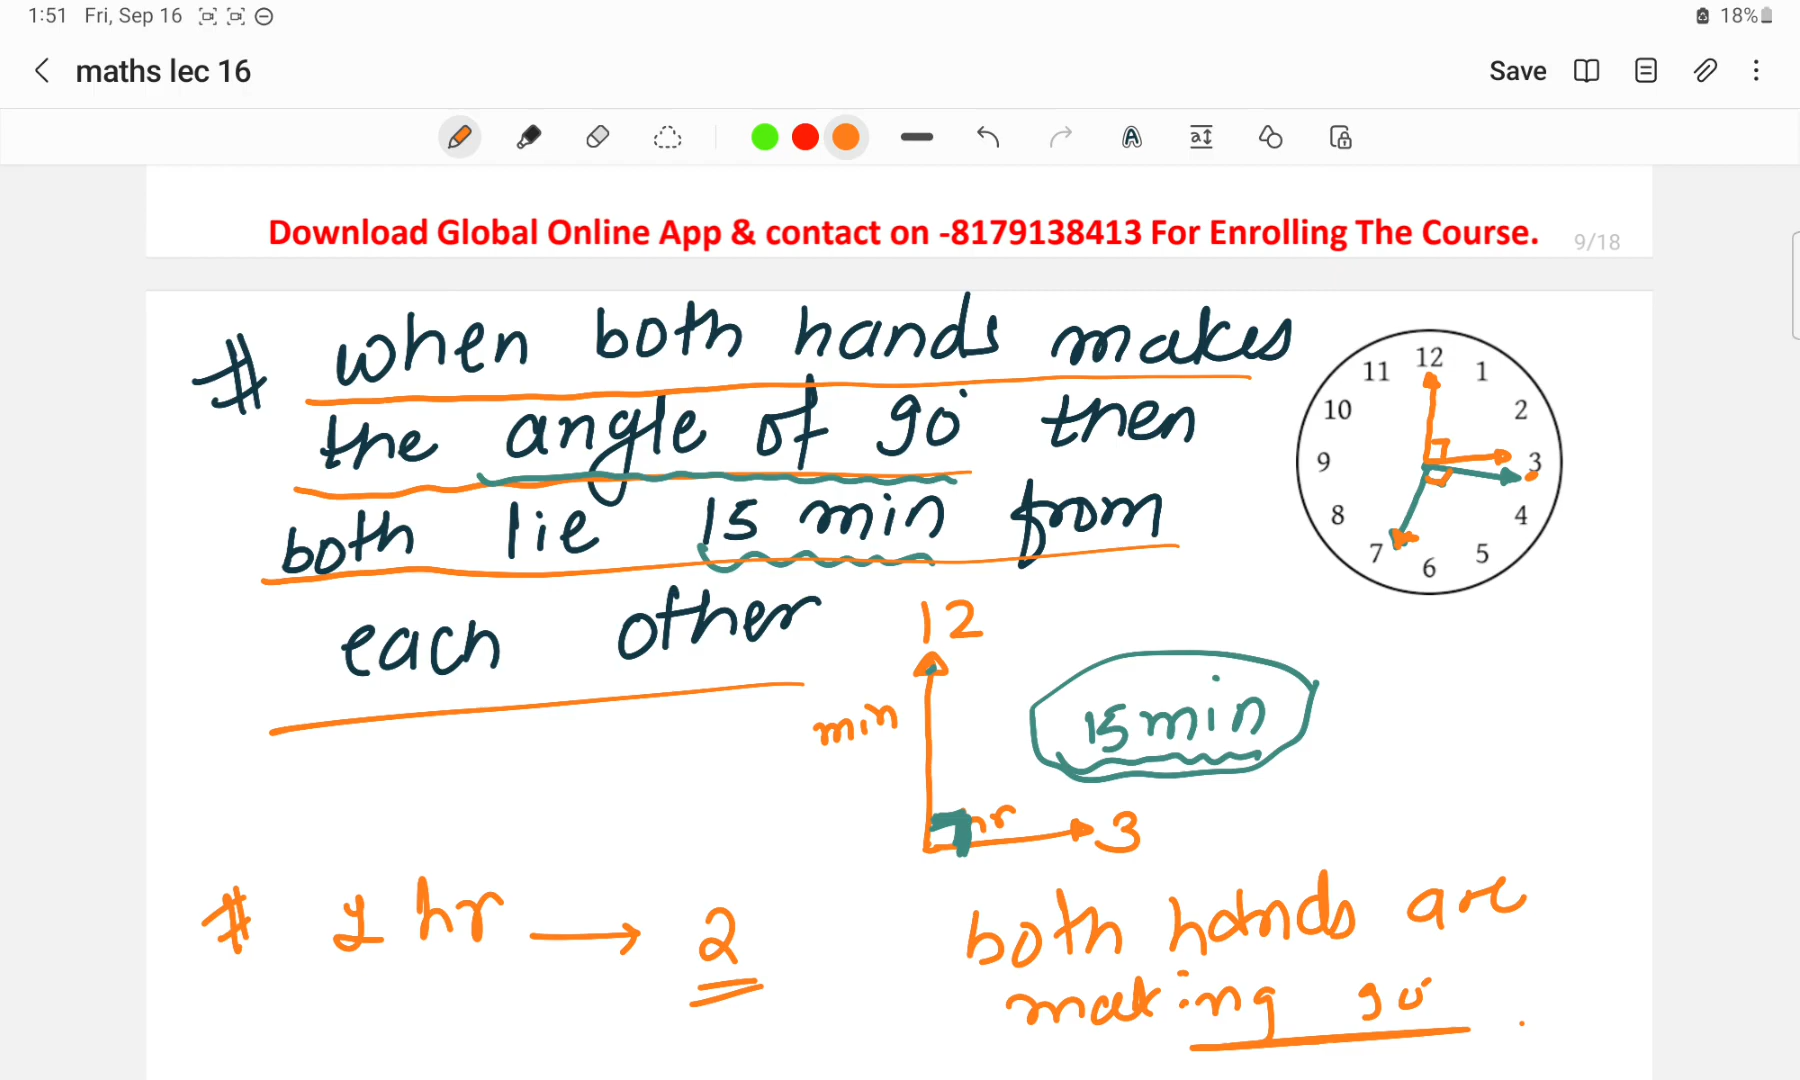 1:51 Fri, Sep 16 18%
maths lec 16 Save
Download Global Online App & contact on -8179138413 For Enrolling The Course. 9/18
# when both hands makes
the angle of 90° then
both lie 15 min from
each other
12
11 1
10 2
9 3
8 4
7 5
6
12
min 15 min
hr 3
# 1 hr → 2 both hands are
making 90° .